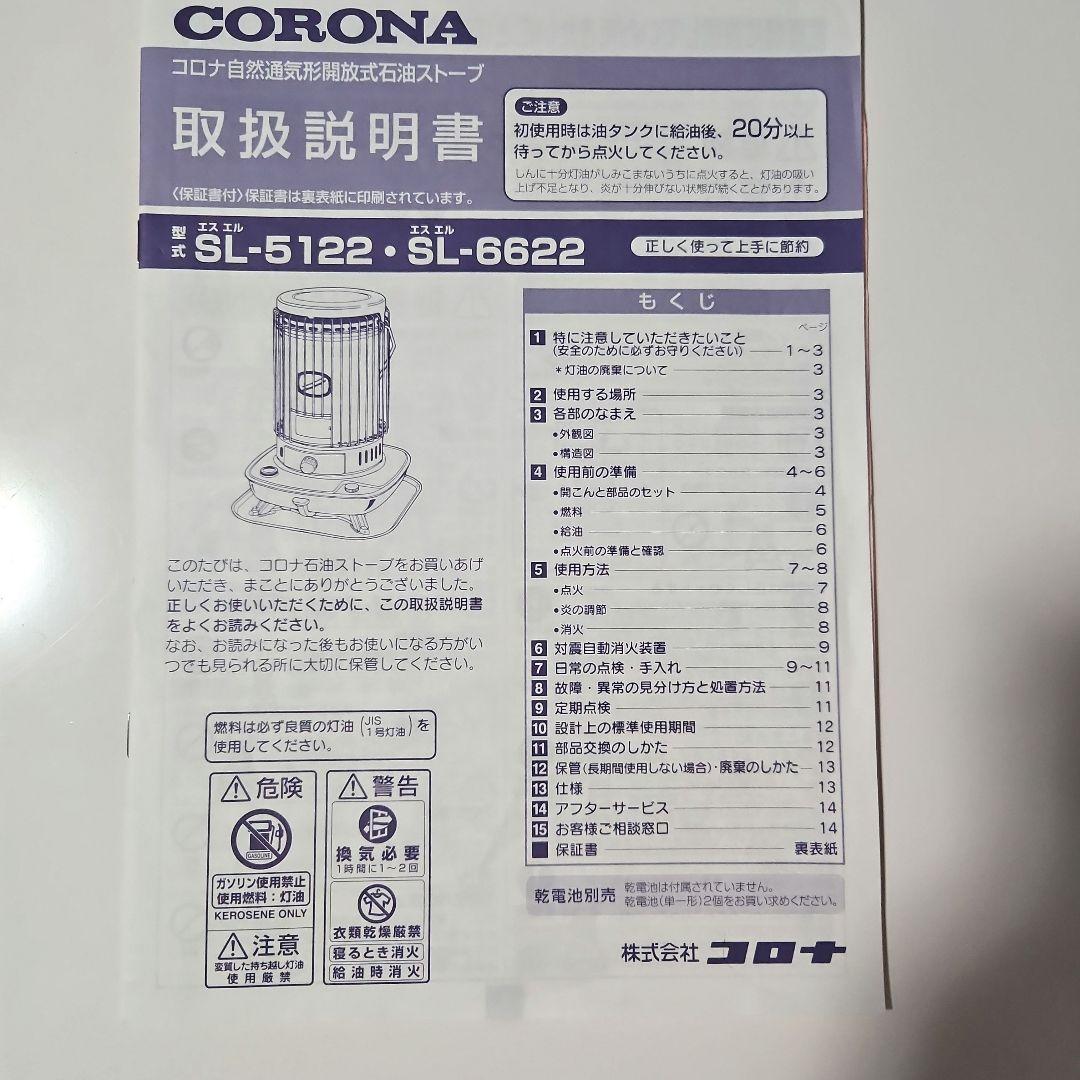 CORONA
コロナ自然通気形開放式石油ストーブ
取扱説明書
〈保証書付〉保証書は裏表紙に印刷されています。
ご注意
初使用時は油タンクに給油後、20分以上
待ってから点火してください。
しんに十分灯油がしみこまないうちに点火すると、灯油の吸い
上げ不足となり、炎が十分伸びない状態が続くことがあります。
エス エル エス エル
型式 SL-5122・SL-6622
正しく使って上手に節約
このたびは、コロナ石油ストーブをお買いあげ
いただき、まことにありがとうございました。
正しくお使いいただくために、この取扱説明書
をよくお読みください。
なお、お読みになった後もお使いになる方がい
つでも見られる所に大切に保管してください。
燃料は必ず良質の灯油(JIS 1号灯油)を
使用してください。
危険
GASOLINE
ガソリン使用禁止
使用燃料：灯油
KEROSENE ONLY
注意
変質した持ち越し灯油
使用厳禁
警告
換気必要
1時間に1～2回
衣類乾燥厳禁
寝るとき消火
給油時消火
もくじ
ページ
1 特に注意していただきたいこと
(安全のために必ずお守りください) 1～3
＊灯油の廃棄について 3
2 使用する場所 3
3 各部のなまえ 3
●外観図 3
●構造図 3
4 使用前の準備 4～6
●開こんと部品のセット 4
●燃料 5
●給油 6
●点火前の準備と確認 6
5 使用方法 7～8
●点火 7
●炎の調節 8
●消火 8
6 対震自動消火装置 9
7 日常の点検・手入れ 9～11
8 故障・異常の見分け方と処置方法 11
9 定期点検 11
10 設計上の標準使用期間 12
11 部品交換のしかた 12
12 保管(長期間使用しない場合)・廃棄のしかた 13
13 仕様 13
14 アフターサービス 14
15 お客様ご相談窓口 14
■ 保証書 裏表紙
乾電池別売
乾電池は付属されていません。
乾電池(単一形)2個をお買い求めください。
株式会社 コロナ